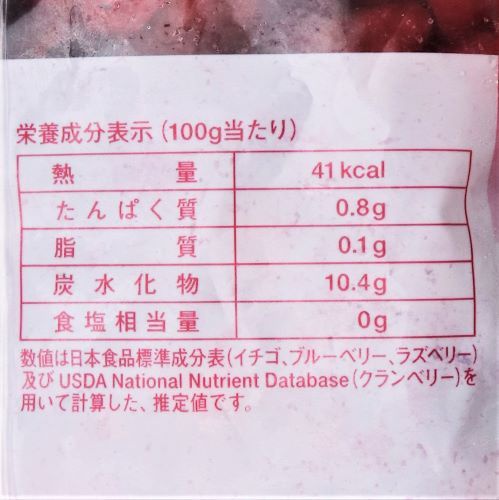 栄養成分表示(100g当たり)
熱量 41kcal
たんぱく質 0.8g
脂質 0.1g
炭水化物 10.4g
食塩相当量 0g
数値は日本食品標準成分表(イチゴ、ブルーベリー、ラズベリー)
及びUSDA National Nutrient Database(クランベリー)を
用いて計算した、推定値です。